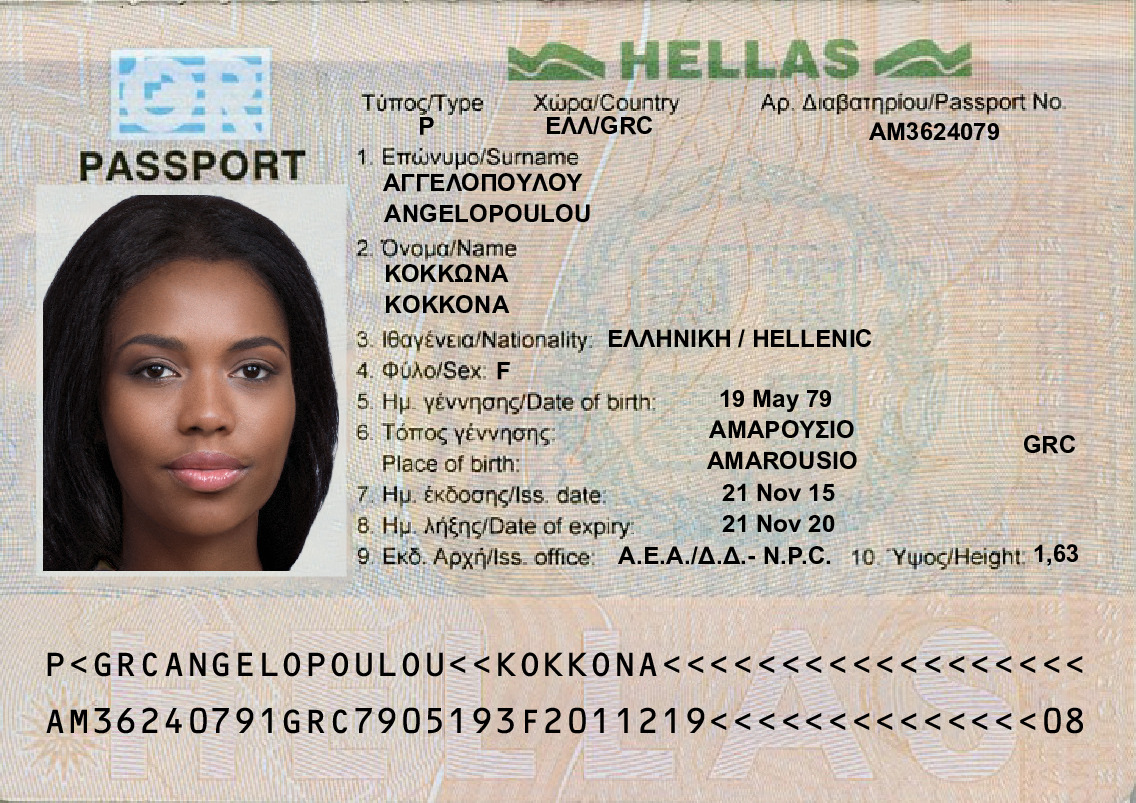 GR
HELLAS
PASSPORT
Τύπος/Type Χώρα/Country Αρ. Διαβατηρίου/Passport No.
P ΕΛΛ/GRC AM3624079
1. Επώνυμο/Surname
ΑΓΓΕΛΟΠΟΥΛΟΥ
ANGELOPOULOU
2. Όνομα/Name
ΚΟΚΚΩΝΑ
KOKKONA
3. Ιθαγένεια/Nationality: ΕΛΛΗΝΙΚΗ / HELLENIC
4. Φύλο/Sex: F
5. Ημ. γέννησης/Date of birth: 19 May 79
6. Τόπος γέννησης: ΑΜΑΡΟΥΣΙΟ
Place of birth: AMAROUSIO GRC
7. Ημ. έκδοσης/Iss. date: 21 Nov 15
8. Ημ. λήξης/Date of expiry: 21 Nov 20
9. Εκδ. Αρχή/Iss. office: Α.Ε.Α./Δ.Δ.- N.P.C. 10. Ύψος/Height: 1,63
HELLAS
P<GRCANGELOPOULOU<<KOKKONA<<<<<<<<<<<<<<<<<<
AM36240791GRC7905193F2011219<<<<<<<<<<<<<<08